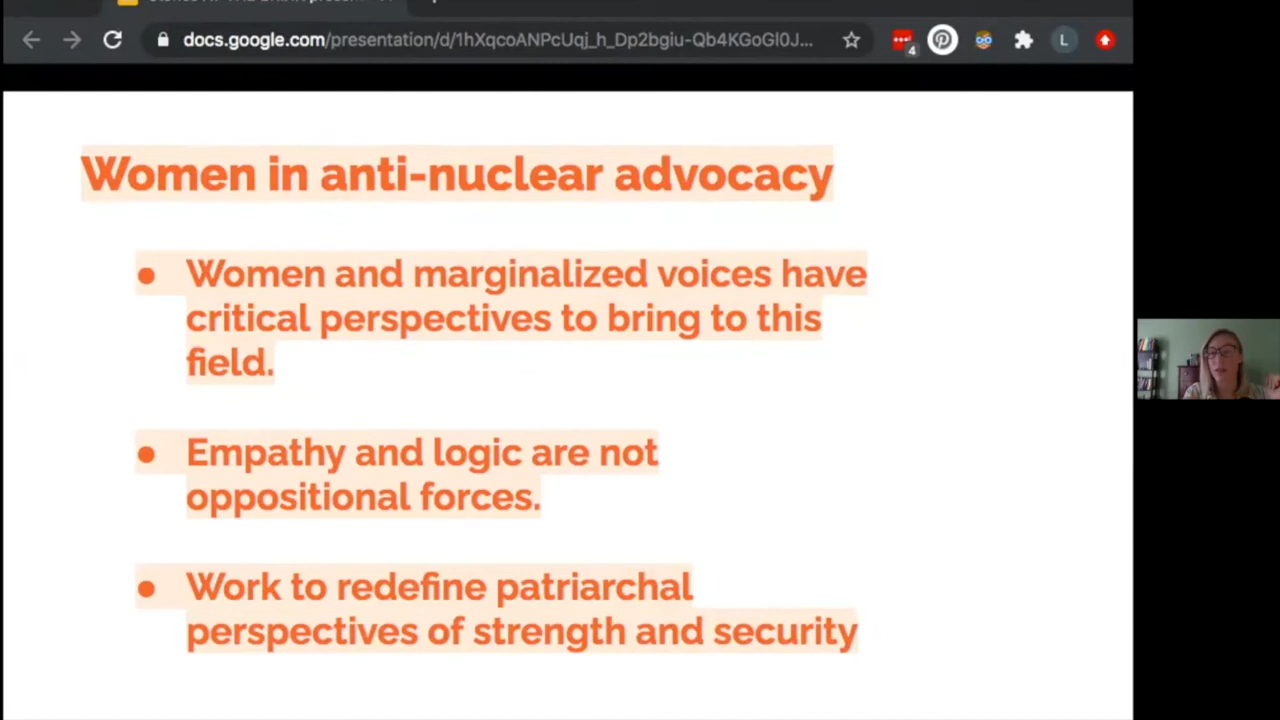 docs.google.com/presentation/d/1hXqcoANPcUqj_h_Dp2bgiu-Qb4KGoGl0J...
4
L
Women in anti-nuclear advocacy
● Women and marginalized voices have
critical perspectives to bring to this
field.
● Empathy and logic are not
oppositional forces.
● Work to redefine patriarchal
perspectives of strength and security